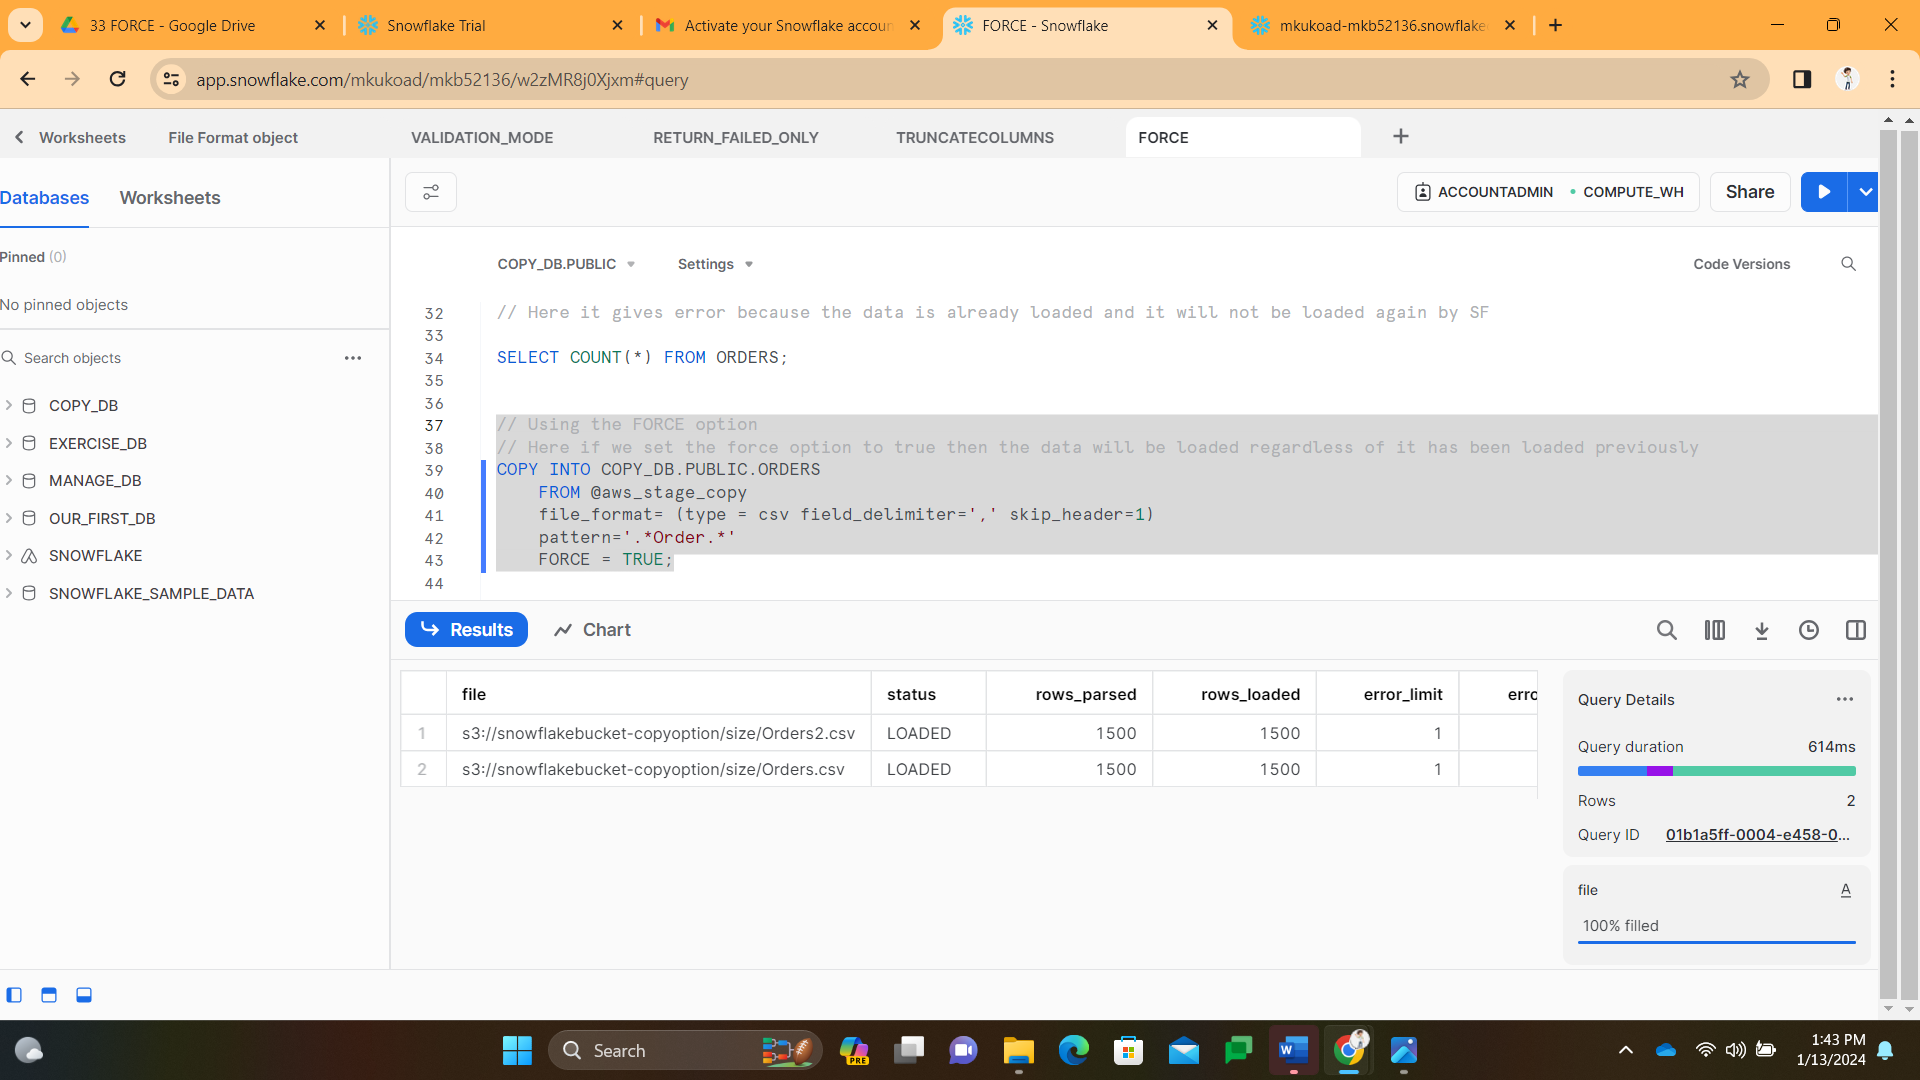 33 FORCE - Google Drive
Snowflake Trial
Activate your Snowflake accoun
FORCE - Snowflake
mkukoad-mkb52136.snowflake
app.snowflake.com/mkukoad/mkb52136/w2zMR8j0Xjxm#query
Worksheets
File Format object
VALIDATION_MODE
RETURN_FAILED_ONLY
TRUNCATECOLUMNS
FORCE
Databases
Worksheets
ACCOUNTADMIN
COMPUTE_WH
Share
Pinned (0)
No pinned objects
Search objects
COPY_DB
EXERCISE_DB
MANAGE_DB
OUR_FIRST_DB
SNOWFLAKE
SNOWFLAKE_SAMPLE_DATA
COPY_DB.PUBLIC
Settings
Code Versions
32 // Here it gives error because the data is already loaded and it will not be loaded again by SF
33
34 SELECT COUNT(*) FROM ORDERS;
35
36
37 // Using the FORCE option
38 // Here if we set the force option to true then the data will be loaded regardless of it has been loaded previously
39 COPY INTO COPY_DB.PUBLIC.ORDERS
40 FROM @aws_stage_copy
41 file_format= (type = csv field_delimiter=',' skip_header=1)
42 pattern='.*Order.*'
43 FORCE = TRUE;
44
Results
Chart
file status rows_parsed rows_loaded error_limit erro
1 s3://snowflakebucket-copyoption/size/Orders2.csv LOADED 1500 1500 1
2 s3://snowflakebucket-copyoption/size/Orders.csv LOADED 1500 1500 1
Query Details
Query duration 614ms
Rows 2
Query ID 01b1a5ff-0004-e458-0...
file A
100% filled
Search
PRE
W
1:43 PM
1/13/2024